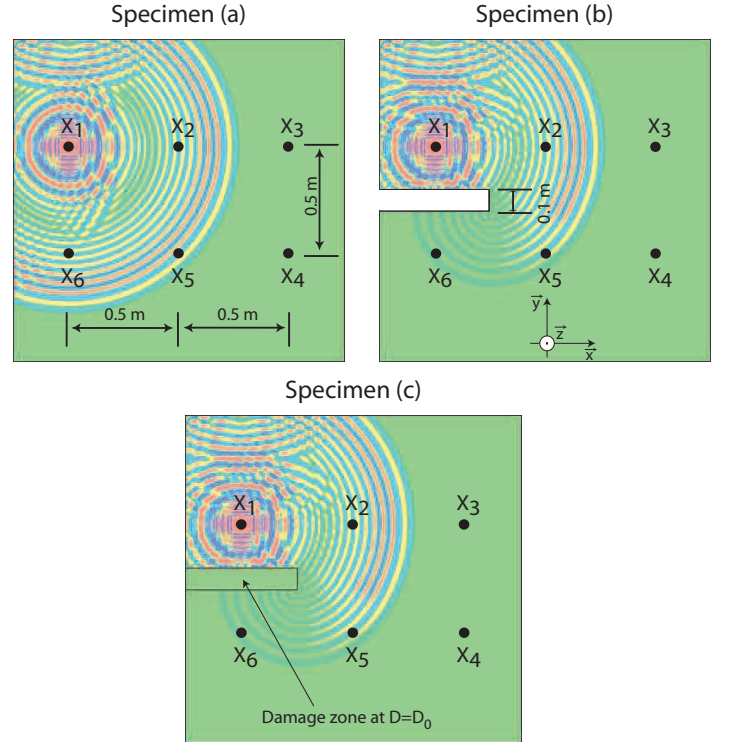 Specimen (a)
Specimen (b)
X1
X2
X3
0.5 m
X6
X5
X4
0.5 m
0.5 m
X1
X2
X3
0.1 m
X6
X5
X4
y
z
x
Specimen (c)
X1
X2
X3
X6
X5
X4
Damage zone at D=D0